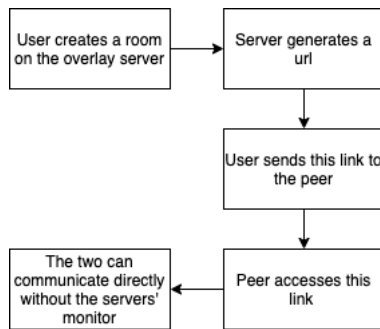 User creates a room
on the overlay server
Server generates a
url
User sends this link to
the peer
Peer accesses this
link
The two can
communicate directly
without the servers'
monitor